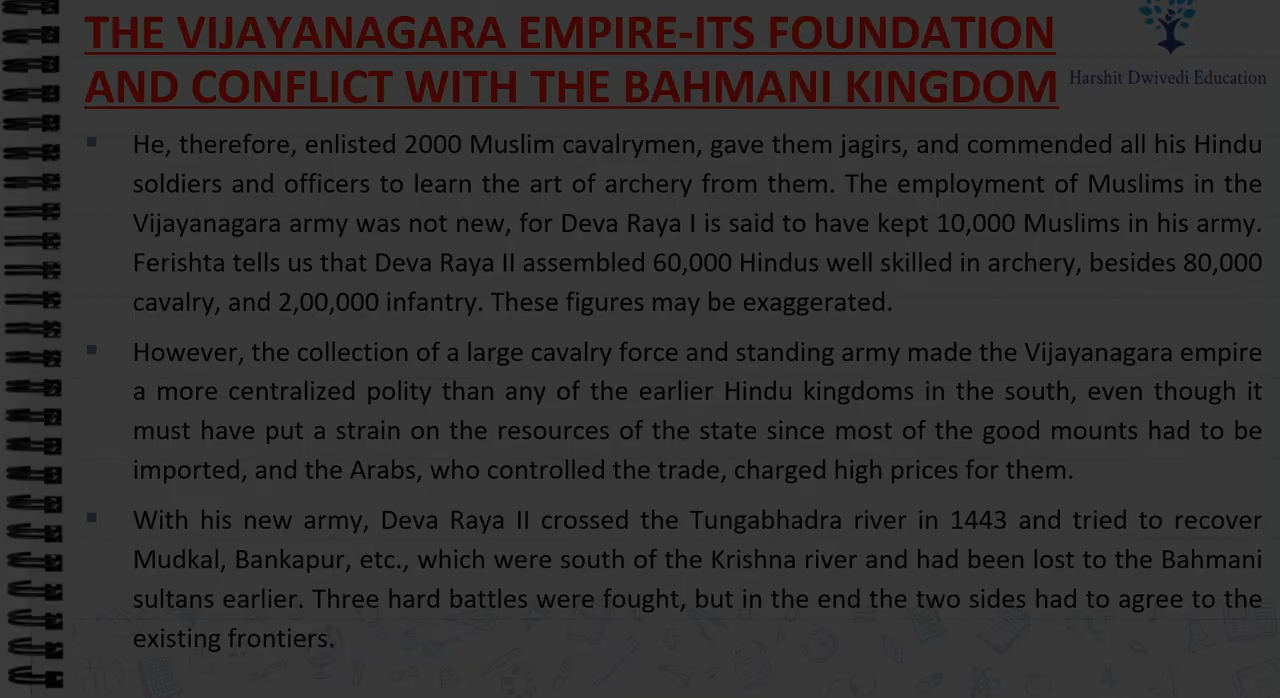 THE VIJAYANAGARA EMPIRE-ITS FOUNDATION
AND CONFLICT WITH THE BAHMANI KINGDOM
Harshit Dwivedi Education
He, therefore, enlisted 2000 Muslim cavalrymen, gave them jagirs, and commended all his Hindu
soldiers and officers to learn the art of archery from them. The employment of Muslims in the
Vijayanagara army was not new, for Deva Raya I is said to have kept 10,000 Muslims in his army.
Ferishta tells us that Deva Raya II assembled 60,000 Hindus well skilled in archery, besides 80,000
cavalry, and 2,00,000 infantry. These figures may be exaggerated.
However, the collection of a large cavalry force and standing army made the Vijayanagara empire
a more centralized polity than any of the earlier Hindu kingdoms in the south, even though it
must have put a strain on the resources of the state since most of the good mounts had to be
imported, and the Arabs, who controlled the trade, charged high prices for them.
With his new army, Deva Raya II crossed the Tungabhadra river in 1443 and tried to recover
Mudkal, Bankapur, etc., which were south of the Krishna river and had been lost to the Bahmani
sultans earlier. Three hard battles were fought, but in the end the two sides had to agree to the
existing frontiers.